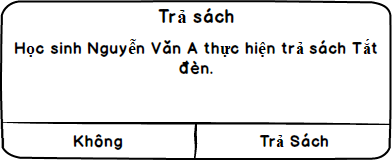 Trả sách
Học sinh Nguyễn Văn A thực hiện trả sách Tắt
đèn.
Không
Trả Sách